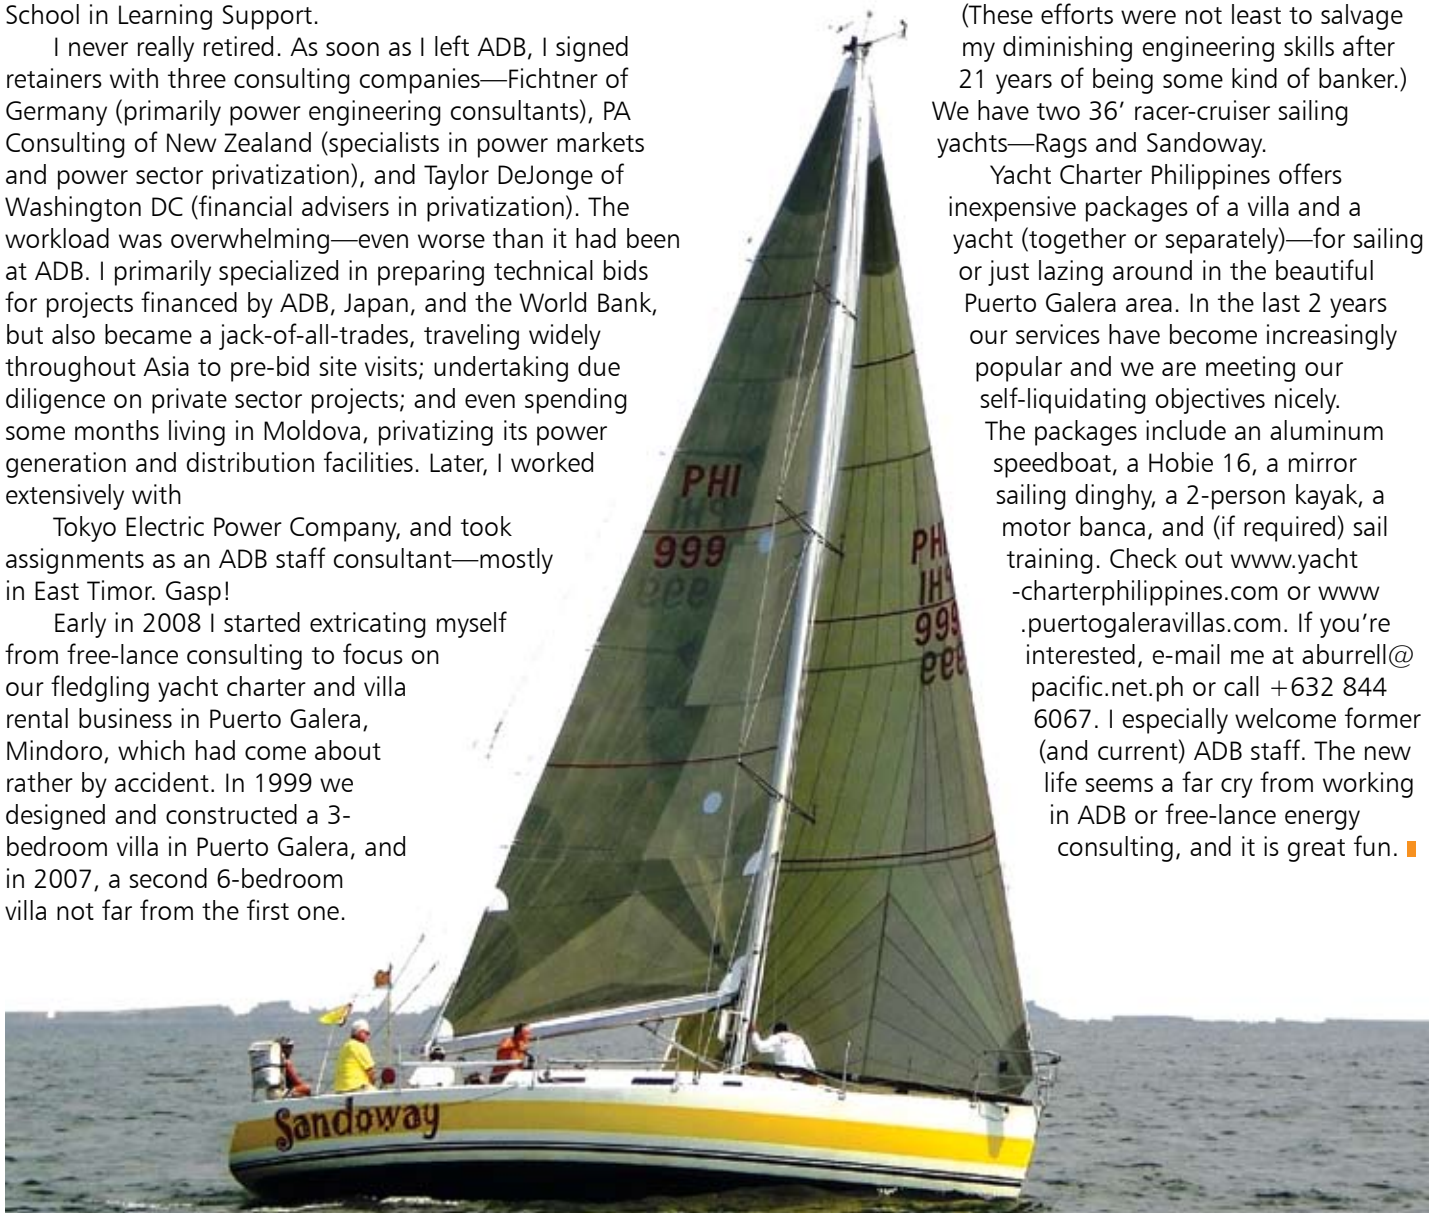 School in Learning Support.
I never really retired. As soon as I left ADB, I signed
retainers with three consulting companies—Fichtner of
Germany (primarily power engineering consultants), PA
Consulting of New Zealand (specialists in power markets
and power sector privatization), and Taylor DeJonge of
Washington DC (financial advisers in privatization). The
workload was overwhelming—even worse than it had been
at ADB. I primarily specialized in preparing technical bids
for projects financed by ADB, Japan, and the World Bank,
but also became a jack-of-all-trades, traveling widely
throughout Asia to pre-bid site visits; undertaking due
diligence on private sector projects; and even spending
some months living in Moldova, privatizing its power
generation and distribution facilities. Later, I worked
extensively with
Tokyo Electric Power Company, and took
assignments as an ADB staff consultant—mostly
in East Timor. Gasp!
Early in 2008 I started extricating myself
from free-lance consulting to focus on
our fledgling yacht charter and villa
rental business in Puerto Galera,
Mindoro, which had come about
rather by accident. In 1999 we
designed and constructed a 3-
bedroom villa in Puerto Galera, and
in 2007, a second 6-bedroom
villa not far from the first one.
(These efforts were not least to salvage
my diminishing engineering skills after
21 years of being some kind of banker.)
We have two 36’ racer-cruiser sailing
yachts—Rags and Sandoway.
Yacht Charter Philippines offers
inexpensive packages of a villa and a
yacht (together or separately)—for sailing
or just lazing around in the beautiful
Puerto Galera area. In the last 2 years
our services have become increasingly
popular and we are meeting our
self-liquidating objectives nicely.
The packages include an aluminum
speedboat, a Hobie 16, a mirror
sailing dinghy, a 2-person kayak, a
motor banca, and (if required) sail
training. Check out www.yacht
-charterphilippines.com or www
.puertogaleravillas.com. If you’re
interested, e-mail me at aburrell@
pacific.net.ph or call +632 844
6067. I especially welcome former
(and current) ADB staff. The new
life seems a far cry from working
in ADB or free-lance energy
consulting, and it is great fun.
PHI
999
PHI
999
Sandoway